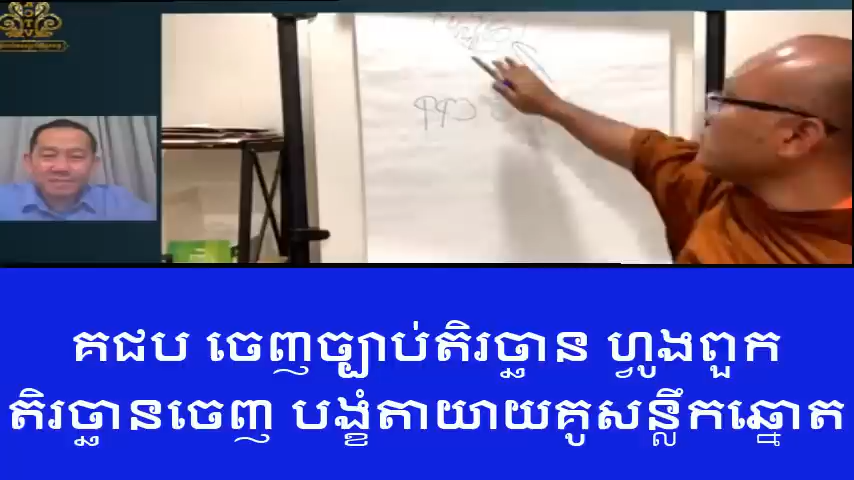 គជប ចេញច្បាប់តិរច្ឆាន ហ្វូងពួក
តិរច្ឆានចេញ បង្ខំតាយាយគូសន្លឹកឆ្នោត